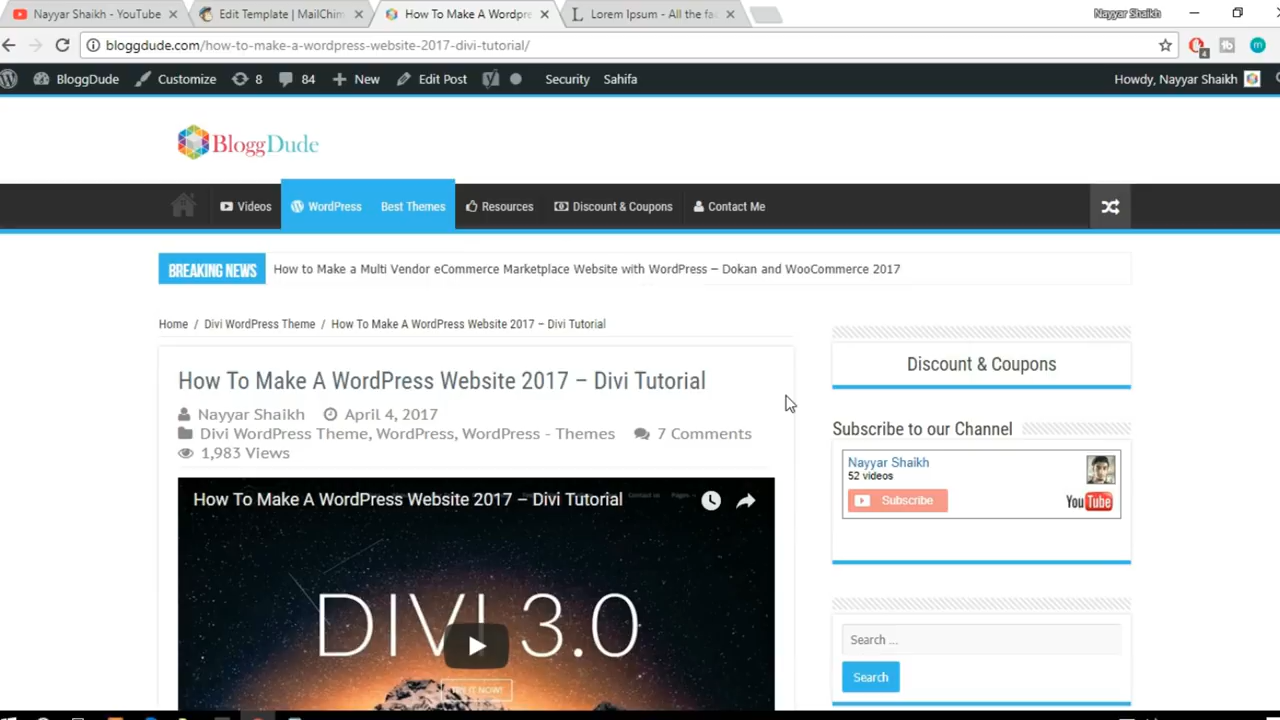 Nayyar Shaikh - YouTube
Edit Template | MailChim
How To Make A Wordpre
Lorem Ipsum - All the fa
Nayyar Shaikh
bloggdude.com/how-to-make-a-wordpress-website-2017-divi-tutorial/
BloggDude Customize 8 84 New Edit Post Security Sahifa Howdy, Nayyar Shaikh
BloggDude
Videos WordPress Best Themes Resources Discount & Coupons Contact Me
BREAKING NEWS How to Make a Multi Vendor eCommerce Marketplace Website with WordPress – Dokan and WooCommerce 2017
Home / Divi WordPress Theme / How To Make A WordPress Website 2017 – Divi Tutorial
How To Make A WordPress Website 2017 – Divi Tutorial
Nayyar Shaikh April 4, 2017
Divi WordPress Theme, WordPress, WordPress - Themes 7 Comments
1,983 Views
How To Make A WordPress Website 2017 – Divi Tutorial
Contact us Pages
DIVI 3.0
TRY IT NOW!
Discount & Coupons
Subscribe to our Channel
Nayyar Shaikh
52 videos
Subscribe
YouTube
Search ...
Search